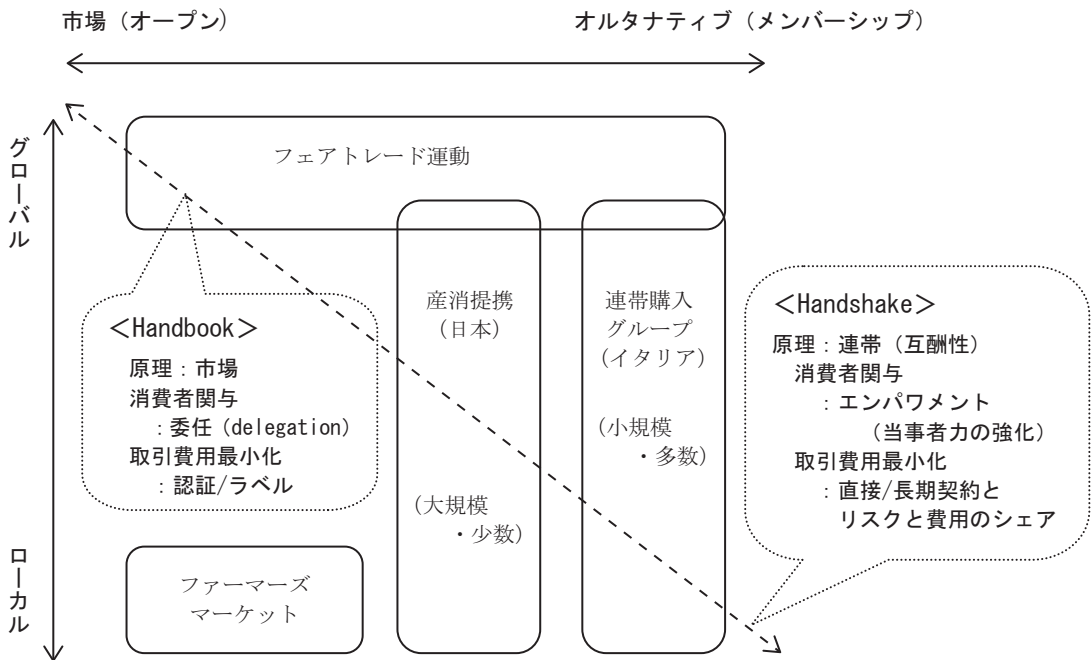 市場（オープン）
オルタナティブ（メンバーシップ）
グローバル
ローカル
フェアトレード運動
産消提携
（日本）
（大規模
・少数）
連帯購入
グループ
（イタリア）
（小規模
・多数）
ファーマーズ
マーケット
＜Handbook＞
原理：市場
消費者関与
：委任（delegation）
取引費用最小化
：認証/ラベル
＜Handshake＞
原理：連帯（互酬性）
消費者関与
：エンパワメント
（当事者力の強化）
取引費用最小化
：直接/長期契約と
リスクと費用のシェア